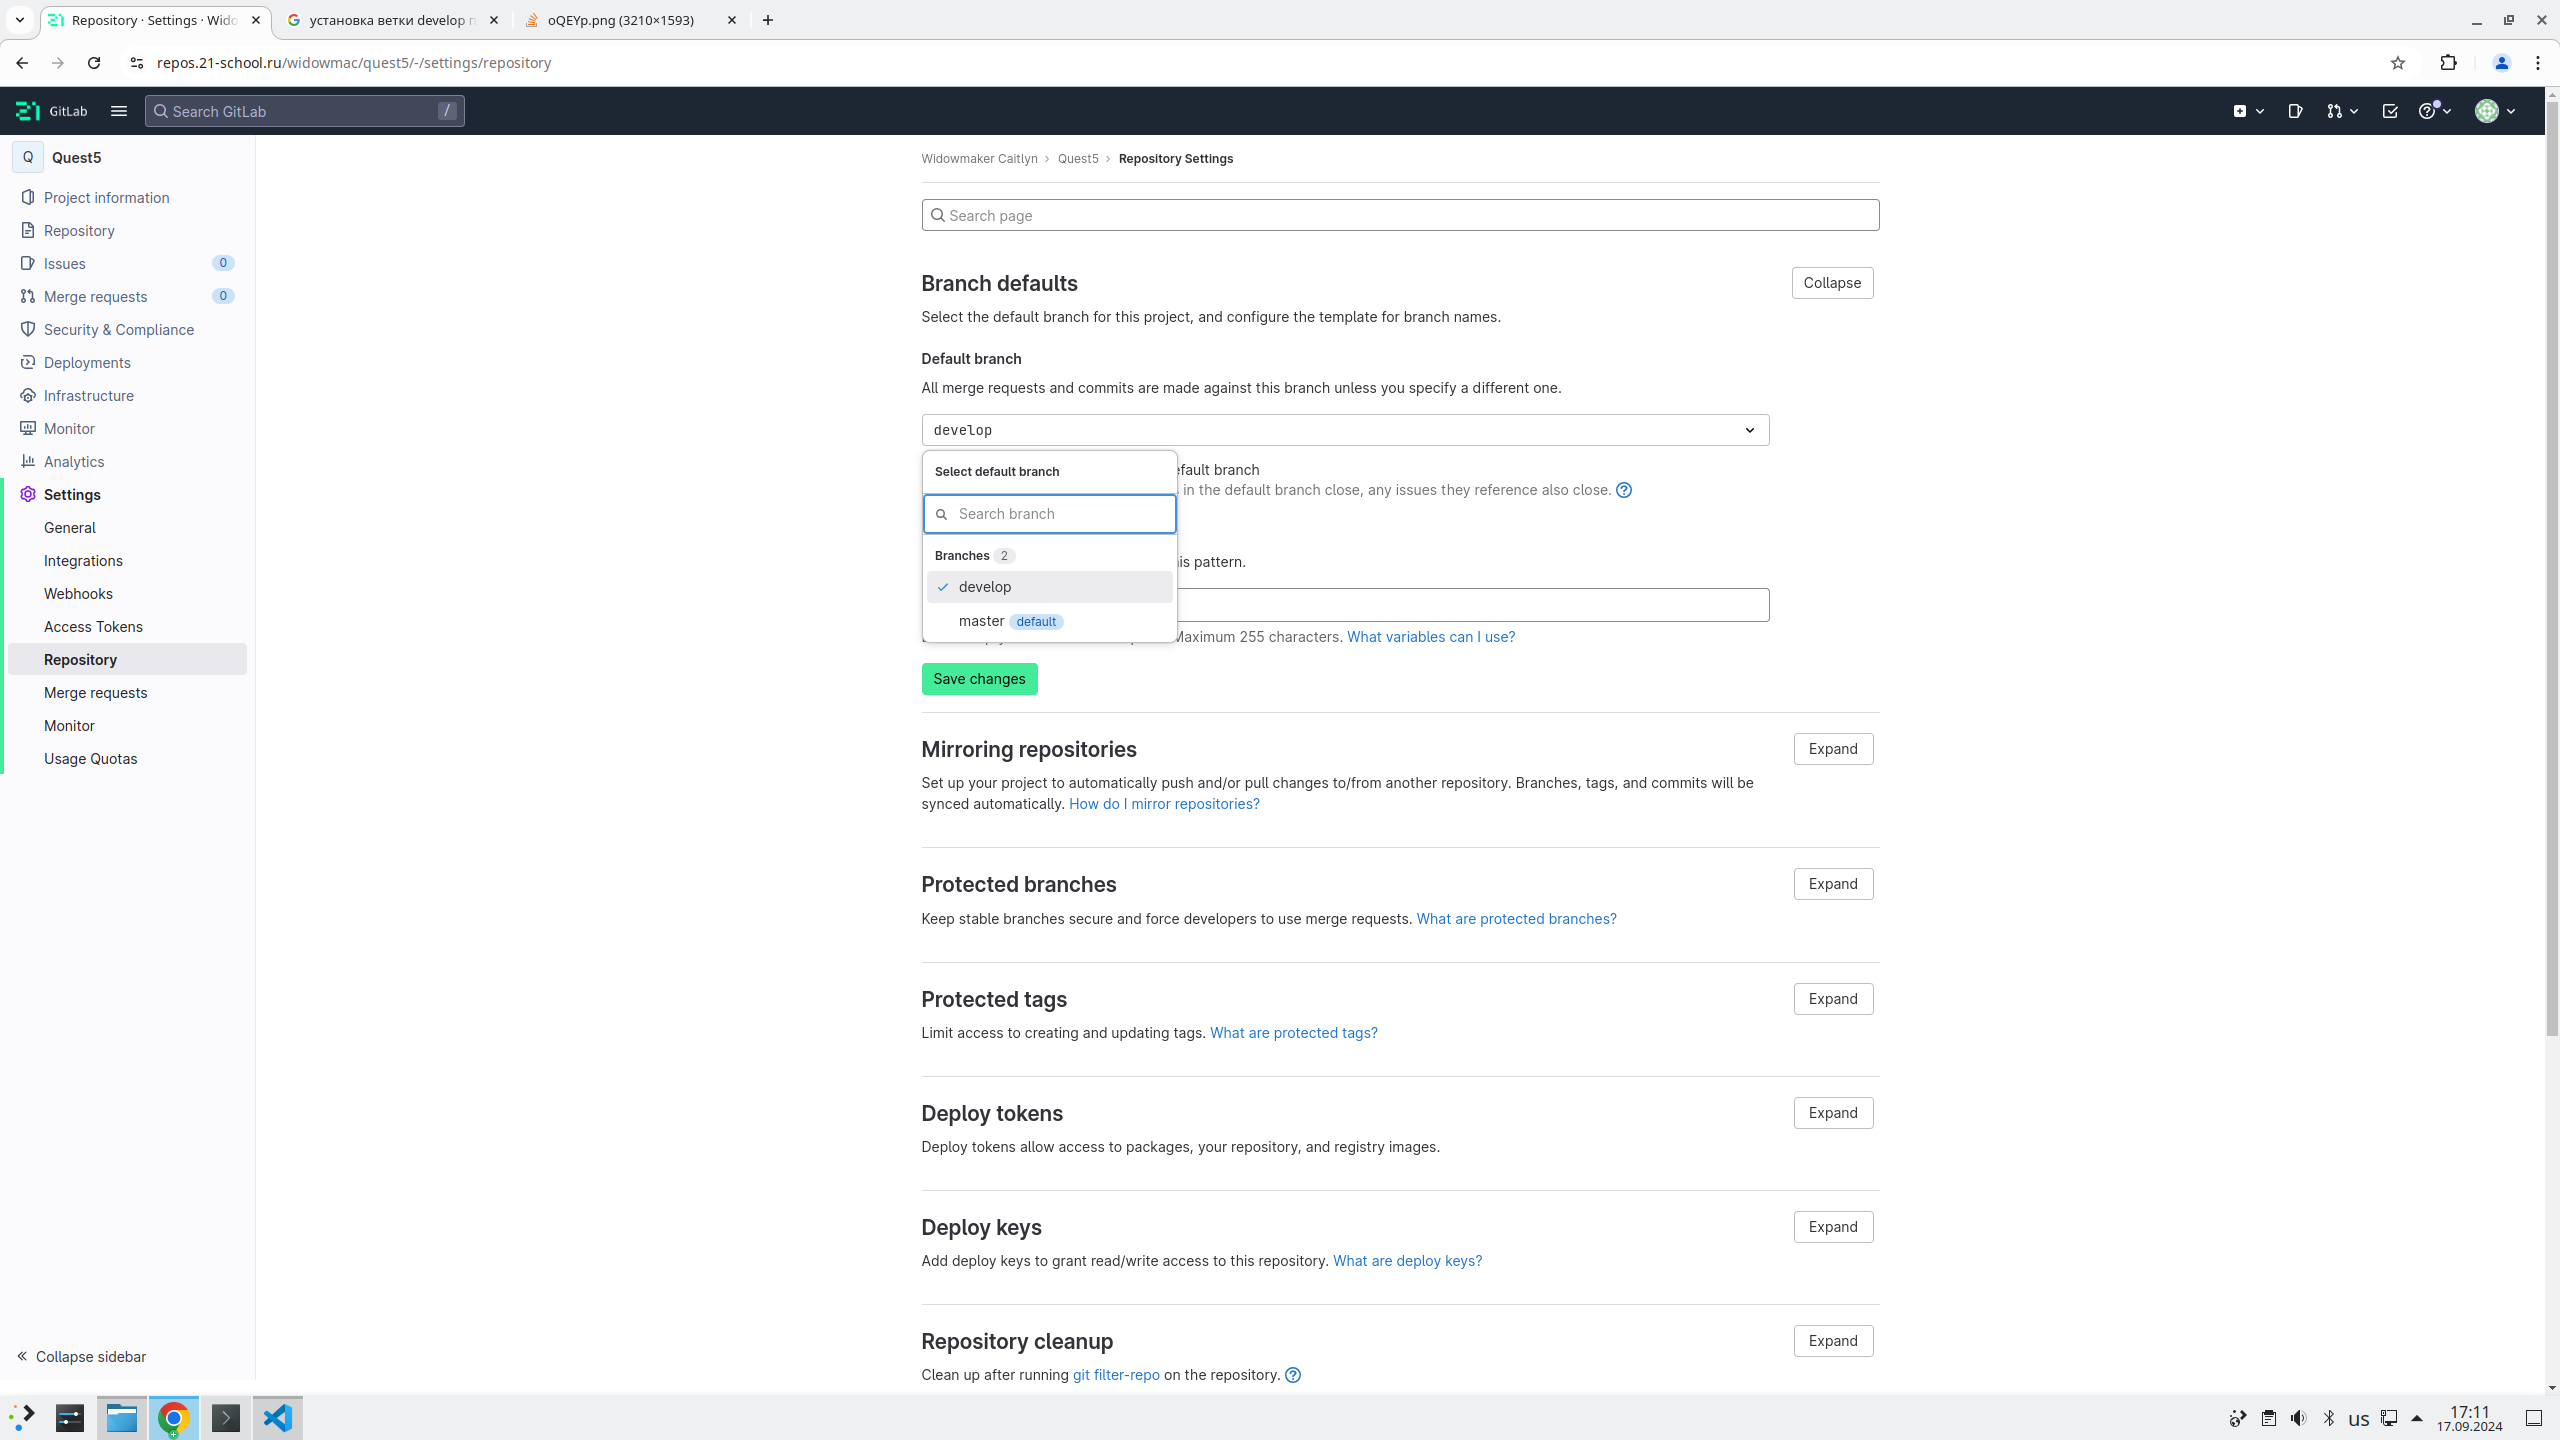 Repository · Settings · Wido
установка ветки develop п
oQEYp.png (3210×1593)
repos.21-school.ru/widowmac/quest5/-/settings/repository
GitLab
Search GitLab
/
Q
Quest5
Project information
Repository
Issues 0
Merge requests 0
Security & Compliance
Deployments
Infrastructure
Monitor
Analytics
Settings
General
Integrations
Webhooks
Access Tokens
Repository
Merge requests
Monitor
Usage Quotas
Collapse sidebar
Widowmaker Caitlyn › Quest5 › Repository Settings
Search page
Branch defaults
Collapse
Select the default branch for this project, and configure the template for branch names.
Default branch
All merge requests and commits are made against this branch unless you specify a different one.
develop
Select default branch
efault branch
in the default branch close, any issues they reference also close.
Search branch
Branches 2
is pattern.
develop
master default
Maximum 255 characters. What variables can I use?
Save changes
Mirroring repositories
Expand
Set up your project to automatically push and/or pull changes to/from another repository. Branches, tags, and commits will be
synced automatically. How do I mirror repositories?
Protected branches
Expand
Keep stable branches secure and force developers to use merge requests. What are protected branches?
Protected tags
Expand
Limit access to creating and updating tags. What are protected tags?
Deploy tokens
Expand
Deploy tokens allow access to packages, your repository, and registry images.
Deploy keys
Expand
Add deploy keys to grant read/write access to this repository. What are deploy keys?
Repository cleanup
Expand
Clean up after running git filter-repo on the repository.
us
17:11
17.09.2024